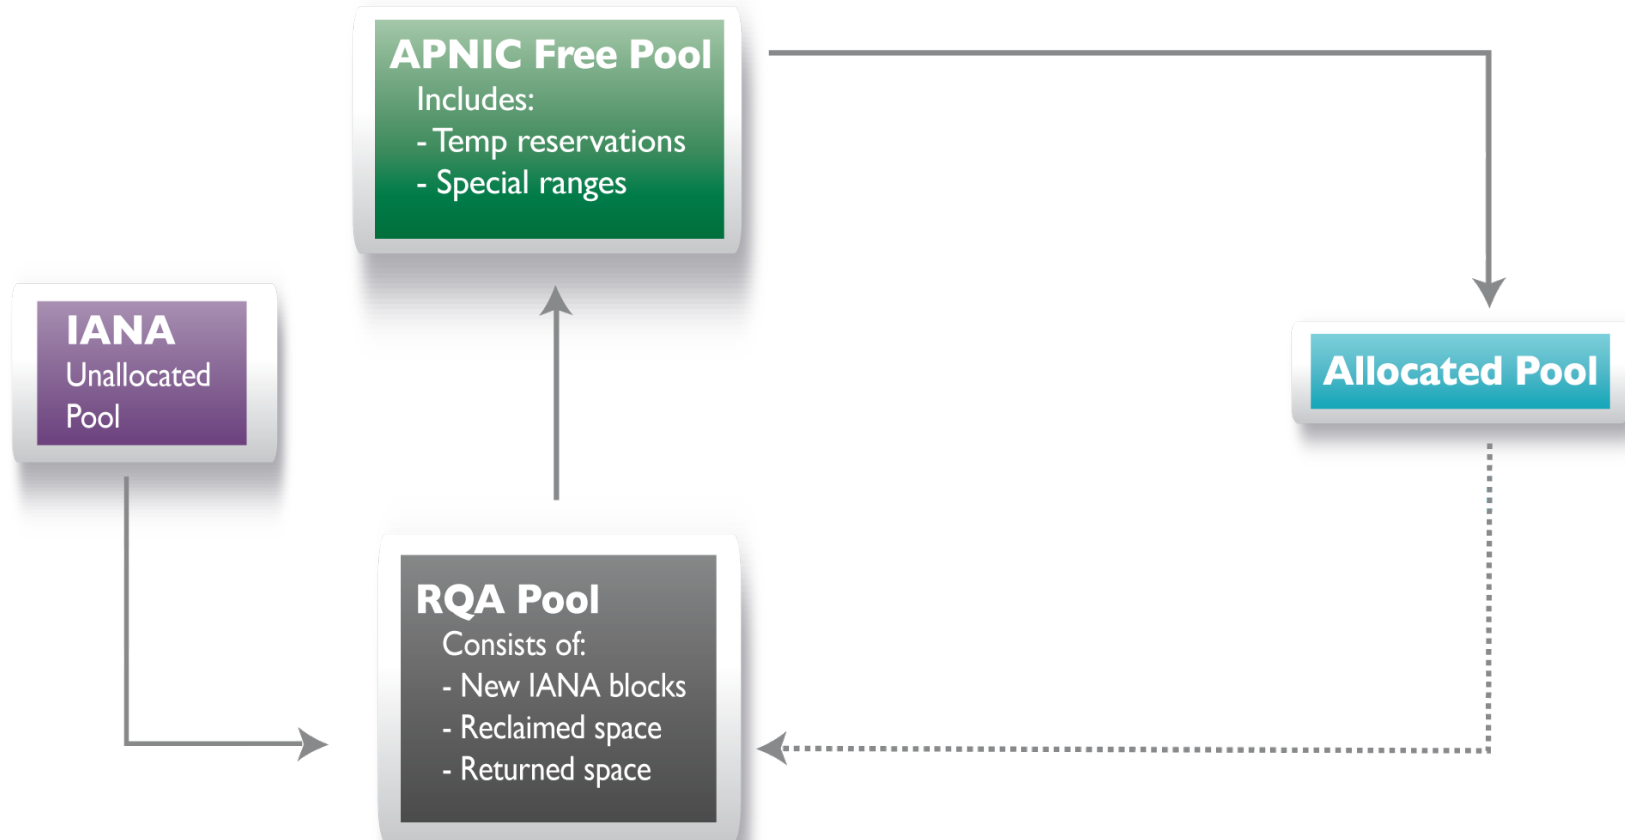 APNIC Free Pool
Includes:
- Temp reservations
- Special ranges
IANA
Unallocated
Pool
Allocated Pool
RQA Pool
Consists of:
- New IANA blocks
- Reclaimed space
- Returned space